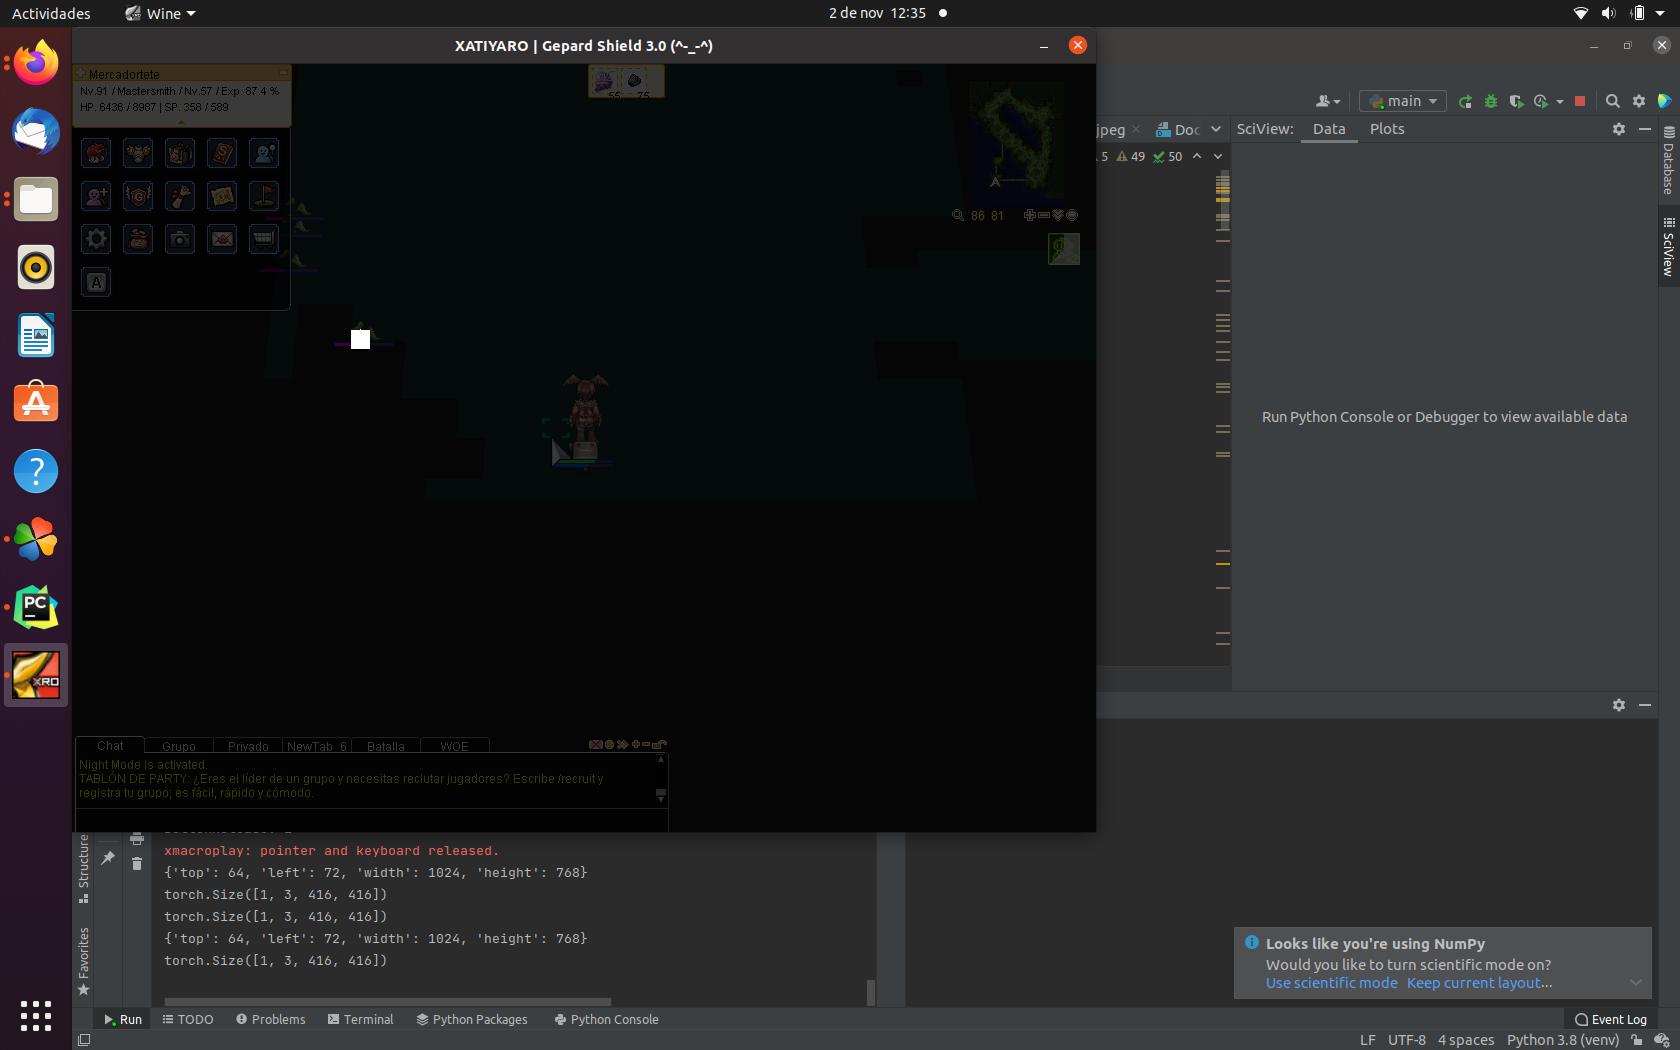 Actividades
Wine
2 de nov 12:35
XATIYARO | Gepard Shield 3.0 (^-_-^)
Mercadortete
Nv.91 / Mastersmith / Nv.57 / Exp. 87.4 %
HP. 6436 / 8987 | SP. 358 / 589
55
75
86 81
A
main
jpeg
Doc
SciView:
Data
Plots
5
49
50
Database
SciView
Run Python Console or Debugger to view available data
PC
XRO
Chat
Grupo
Privado
NewTab 6
Batalla
WOE
Night Mode is activated.
TABLÓN DE PARTY: ¿Eres el líder de un grupo y necesitas reclutar jugadores? Escribe /recruit y
registra tu grupo; es fácil, rápido y cómodo.
Structure
Favorites
xmacroplay: pointer and keyboard released.
{'top': 64, 'left': 72, 'width': 1024, 'height': 768}
torch.Size([1, 3, 416, 416])
torch.Size([1, 3, 416, 416])
{'top': 64, 'left': 72, 'width': 1024, 'height': 768}
torch.Size([1, 3, 416, 416])
Looks like you're using NumPy
Would you like to turn scientific mode on?
Use scientific mode Keep current layout...
Run
TODO
Problems
Terminal
Python Packages
Python Console
Event Log
LF UTF-8 4 spaces Python 3.8 (venv)